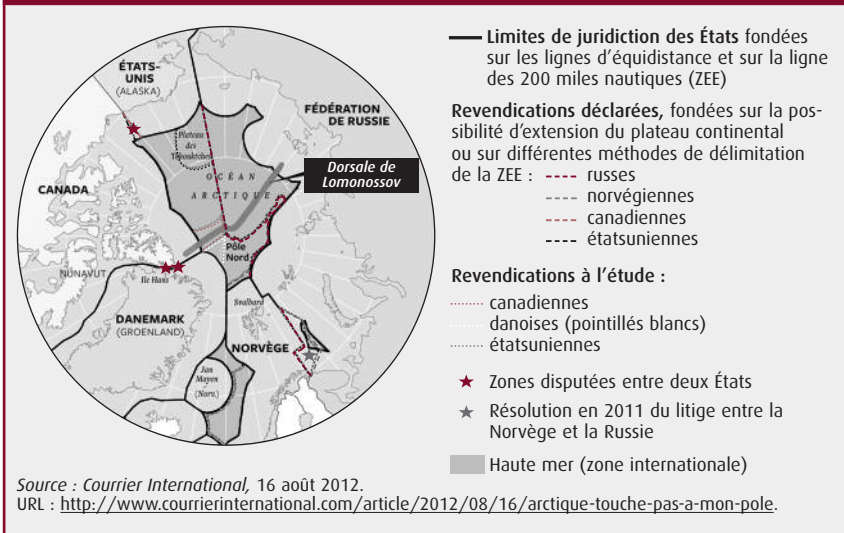 ÉTATS-
UNIS
(ALASKA)
FÉDÉRATION
DE RUSSIE
Plateau
des
Tchouktches
OCÉAN
ARCTIQUE
Dorsale de
Lomonossov
CANADA
Pôle
Nord
NUNAVUT
Ile Hans
Svalbard
DANEMARK
(GROENLAND)
NORVÈGE
Jan
Mayen
(Norv.)
Limites de juridiction des États fondées
sur les lignes d'équidistance et sur la ligne
des 200 miles nautiques (ZEE)
Revendications déclarées, fondées sur la pos-
sibilité d'extension du plateau continental
ou sur différentes méthodes de délimitation
de la ZEE : russes
norvégiennes
canadiennes
étatsuniennes
Revendications à l'étude :
canadiennes
danoises (pointillés blancs)
étatsuniennes
Zones disputées entre deux États
Résolution en 2011 du litige entre la
Norvège et la Russie
Haute mer (zone internationale)
Source : Courrier International, 16 août 2012.
URL : http://www.courrierinternational.com/article/2012/08/16/arctique-touche-pas-a-mon-pole.